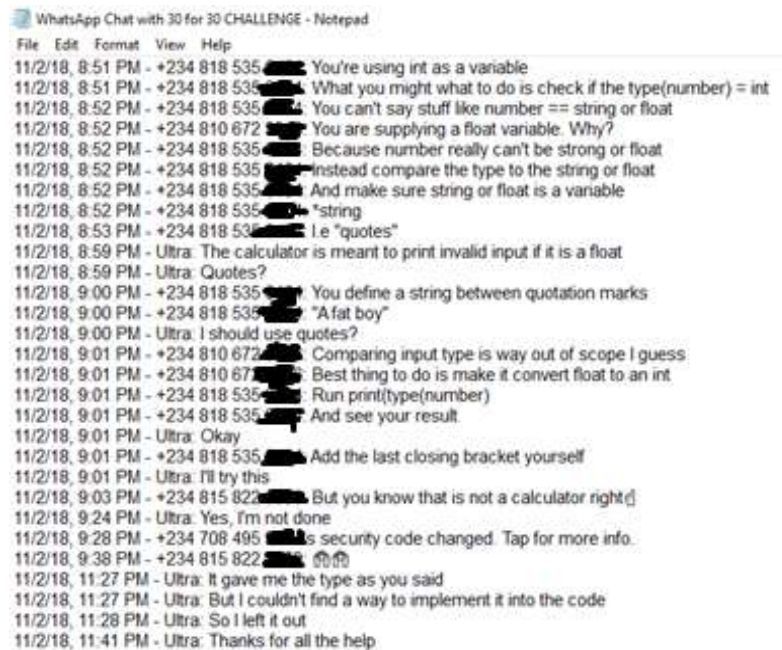 WhatsApp Chat with 30 for 30 CHALLENGE - Notepad
File Edit Format View Help
11/2/18, 8:51 PM - +234 818 535 You're using int as a variable
11/2/18, 8:51 PM - +234 818 535 What you might what to do is check if the type(number) = int
11/2/18, 8:52 PM - +234 818 535 You can't say stuff like number == string or float
11/2/18, 8:52 PM - +234 810 672 You are supplying a float variable. Why?
11/2/18, 8:52 PM - +234 818 535 Because number really can't be strong or float
11/2/18, 8:52 PM - +234 818 535 Instead compare the type to the string or float
11/2/18, 8:52 PM - +234 818 535 And make sure string or float is a variable
11/2/18, 8:52 PM - +234 818 535 *string
11/2/18, 8:53 PM - +234 818 I.e "quotes"
11/2/18, 8:59 PM - Ultra: The calculator is meant to print invalid input if it is a float
11/2/18, 8:59 PM - Ultra: Quotes?
11/2/18, 9:00 PM - +234 818 535 You define a string between quotation marks
11/2/18, 9:00 PM - +234 818 535 "A fat boy"
11/2/18, 9:00 PM - Ultra: I should use quotes?
11/2/18, 9:01 PM - +234 810 672 : Comparing input type is way out of scope I guess
11/2/18, 9:01 PM - +234 810 : Best thing to do is make it convert float to an int
11/2/18, 9:01 PM - +234 818 535 : Run print(type(number)
11/2/18, 9:01 PM - +234 818 535 : And see your result
11/2/18, 9:01 PM - Ultra: Okay
11/2/18, 9:01 PM - +234 818 535 Add the last closing bracket yourself
11/2/18, 9:01 PM - Ultra: I'll try this
11/2/18, 9:03 PM - +234 815 822 But you know that is not a calculator right
11/2/18, 9:24 PM - Ultra: Yes, I'm not done
11/2/18, 9:28 PM - +234 708 495 's security code changed. Tap for more info.
11/2/18, 9:38 PM - +234 815 822
11/2/18, 11:27 PM - Ultra: It gave me the type as you said
11/2/18, 11:27 PM - Ultra: But I couldn't find a way to implement it into the code
11/2/18, 11:28 PM - Ultra: So I left it out
11/2/18, 11:41 PM - Ultra: Thanks for all the help